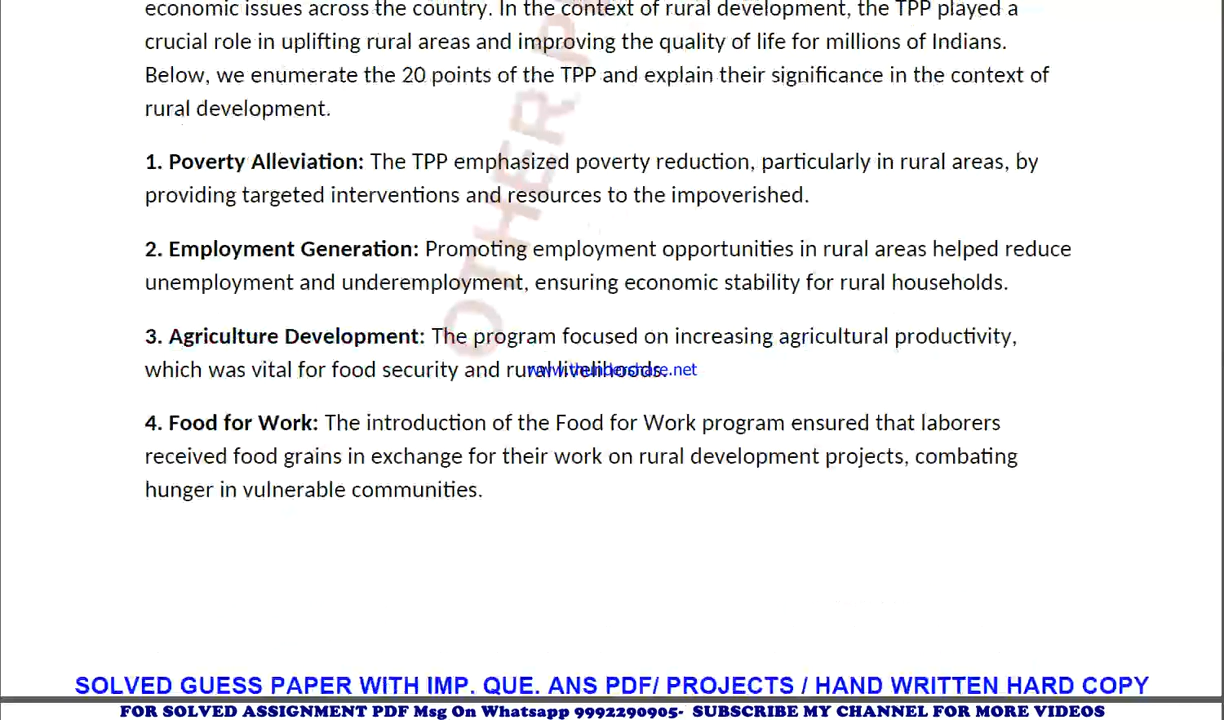 economic issues across the country. In the context of rural development, the TPP played a
crucial role in uplifting rural areas and improving the quality of life for millions of Indians.
Below, we enumerate the 20 points of the TPP and explain their significance in the context of
rural development.
1. Poverty Alleviation: The TPP emphasized poverty reduction, particularly in rural areas, by
providing targeted interventions and resources to the impoverished.
2. Employment Generation: Promoting employment opportunities in rural areas helped reduce
unemployment and underemployment, ensuring economic stability for rural households.
3. Agriculture Development: The program focused on increasing agricultural productivity,
which was vital for food security and rural livelihoods.
www.thundershare.net
4. Food for Work: The introduction of the Food for Work program ensured that laborers
received food grains in exchange for their work on rural development projects, combating
hunger in vulnerable communities.
OTHER
SOLVED GUESS PAPER WITH IMP. QUE. ANS PDF/ PROJECTS / HAND WRITTEN HARD COPY
FOR SOLVED ASSIGNMENT PDF Msg On Whatsapp 9992290905- SUBSCRIBE MY CHANNEL FOR MORE VIDEOS